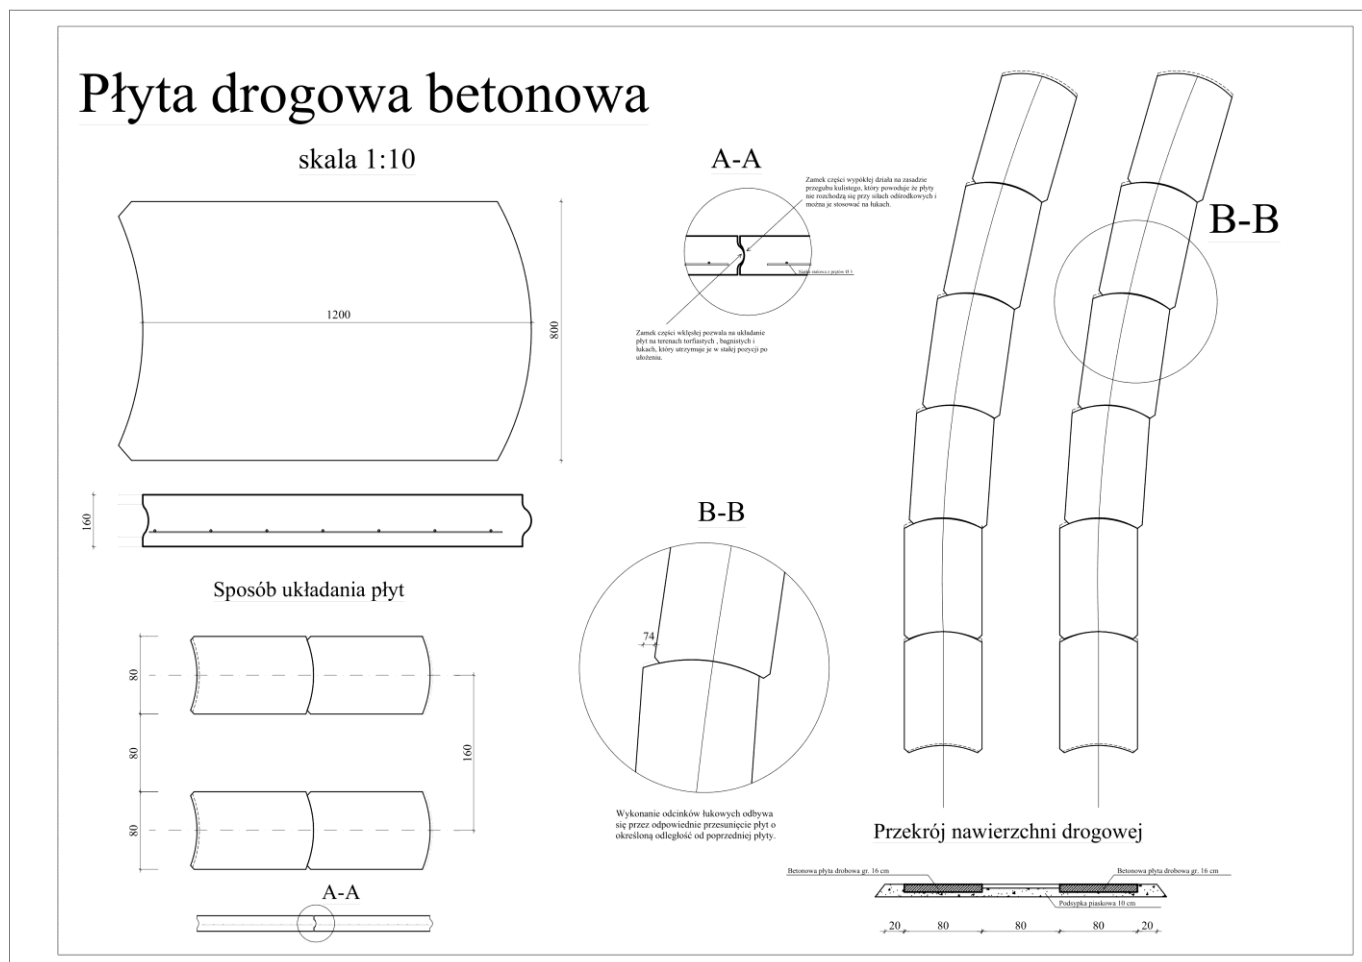 Płyta drogowa betonowa
skala 1:10
1200
800
160
Sposób układania płyt
80
80
80
160
A-A
A-A
Zamek części wypókłej działa na zasadzie
przegubu kulistego, który powoduje że płyty
nie rozchodzą się przy siłach odśrodkowych i
można je stosować na łukach.
Zamek części wklęsłej pozwala na układanie
płyt na terenach torfiastych , bagnistych i
łukach, który utrzymuje je w stałej pozycji po
ułożeniu.
B-B
74
Wykonanie odcinków łukowych odbywa
się przez odpowiednie przesunięcie płyt o
określoną odległość od poprzedniej płyty.
B-B
Przekrój nawierzchni drogowej
Betonowa płyta drobowa gr. 16 cm
Betonowa płyta drobowa gr. 16 cm
Podsypka piaskowa 10 cm
20
80
80
80
20